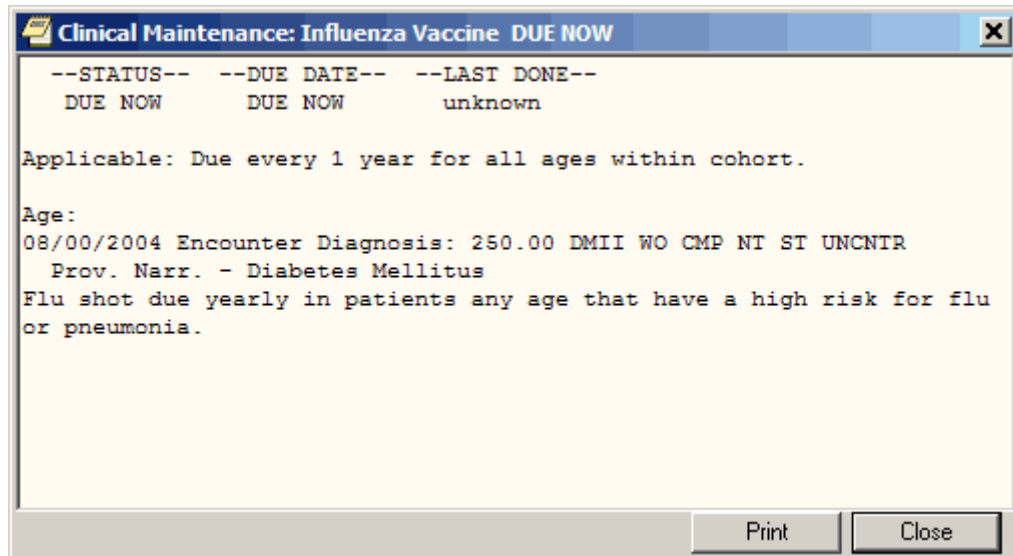 Clinical Maintenance: Influenza Vaccine DUE NOW
--STATUS-- --DUE DATE-- --LAST DONE--
DUE NOW DUE NOW unknown
Applicable: Due every 1 year for all ages within cohort.
Age:
08/00/2004 Encounter Diagnosis: 250.00 DMII WO CMP NT ST UNCNTR
Prov. Narr. - Diabetes Mellitus
Flu shot due yearly in patients any age that have a high risk for flu
or pneumonia.
Print Close